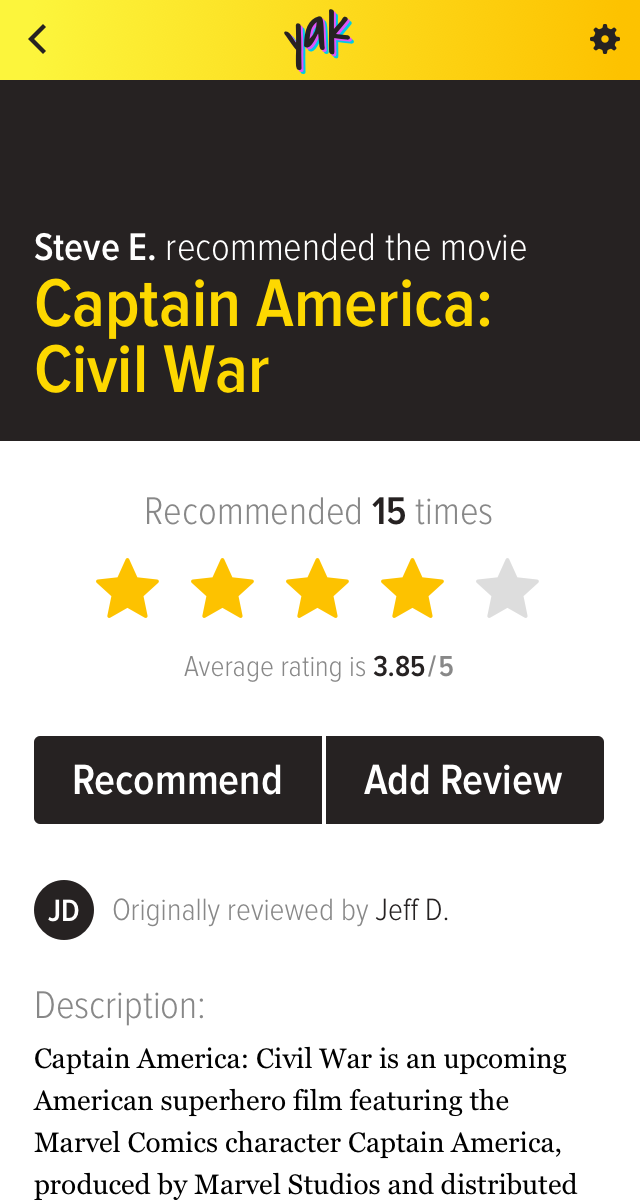 yak
Steve E. recommended the movie
Captain America:
Civil War
Recommended 15 times
Average rating is 3.85/5
Recommend
Add Review
JD
Originally reviewed by Jeff D.
Description:
Captain America: Civil War is an upcoming
American superhero film featuring the
Marvel Comics character Captain America,
produced by Marvel Studios and distributed